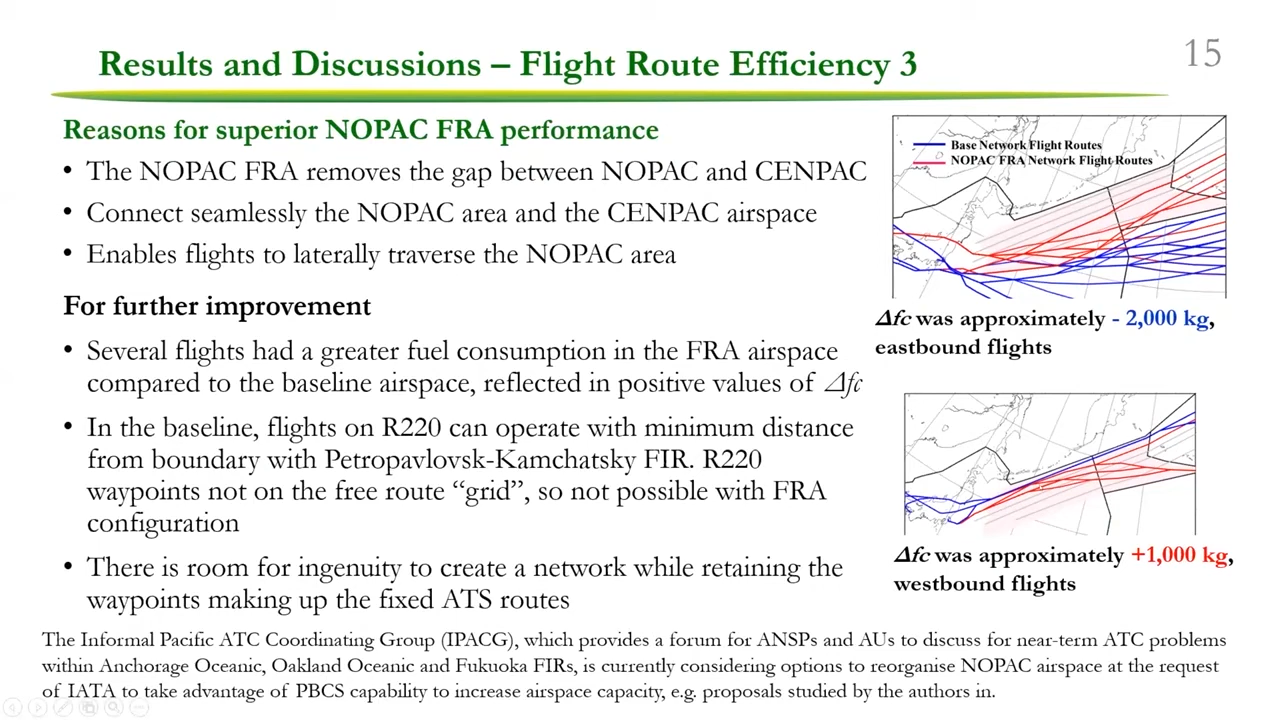 Results and Discussions – Flight Route Efficiency 3
15
Reasons for superior NOPAC FRA performance
• The NOPAC FRA removes the gap between NOPAC and CENPAC
• Connect seamlessly the NOPAC area and the CENPAC airspace
• Enables flights to laterally traverse the NOPAC area
For further improvement
• Several flights had a greater fuel consumption in the FRA airspace
compared to the baseline airspace, reflected in positive values of Δfc
• In the baseline, flights on R220 can operate with minimum distance
from boundary with Petropavlovsk-Kamchatsky FIR. R220
waypoints not on the free route “grid”, so not possible with FRA
configuration
• There is room for ingenuity to create a network while retaining the
waypoints making up the fixed ATS routes
Base Network Flight Routes
NOPAC FRA Network Flight Routes
Δfc was approximately - 2,000 kg,
eastbound flights
Δfc was approximately +1,000 kg,
westbound flights
The Informal Pacific ATC Coordinating Group (IPACG), which provides a forum for ANSPs and AUs to discuss for near-term ATC problems
within Anchorage Oceanic, Oakland Oceanic and Fukuoka FIRs, is currently considering options to reorganise NOPAC airspace at the request
of IATA to take advantage of PBCS capability to increase airspace capacity, e.g. proposals studied by the authors in.